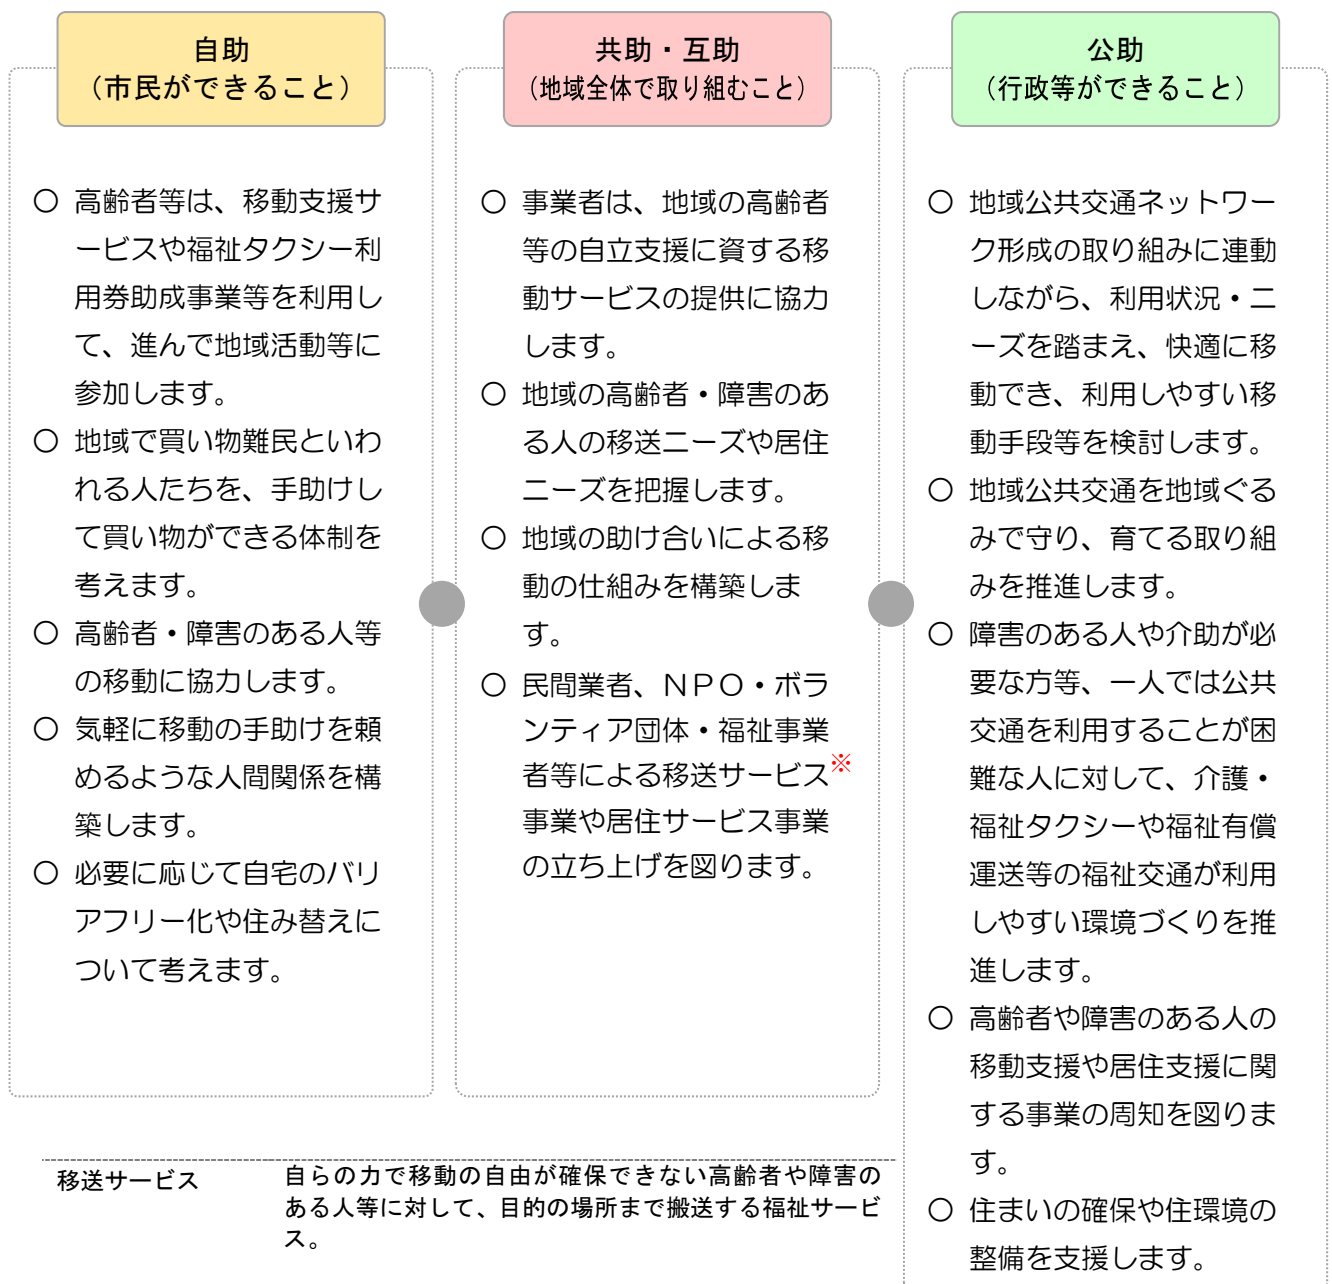 自助
（市民ができること）
○ 高齢者等は、移動支援サ
ービスや福祉タクシー利
用券助成事業等を利用し
て、進んで地域活動等に
参加します。
○ 地域で買い物難民といわ
れる人たちを、手助けし
て買い物ができる体制を
考えます。
○ 高齢者・障害のある人等
の移動に協力します。
○ 気軽に移動の手助けを頼
めるような人間関係を構
築します。
○ 必要に応じて自宅のバリ
アフリー化や住み替えに
ついて考えます。
共助・互助
（地域全体で取り組むこと）
○ 事業者は、地域の高齢者
等の自立支援に資する移
動サービスの提供に協力
します。
○ 地域の高齢者・障害のあ
る人の移送ニーズや居住
ニーズを把握します。
○ 地域の助け合いによる移
動の仕組みを構築しま
す。
○ 民間業者、ＮＰＯ・ボラ
ンティア団体・福祉事業
者等による移送サービス※
事業や居住サービス事業
の立ち上げを図ります。
公助
（行政等ができること）
○ 地域公共交通ネットワー
ク形成の取り組みに連動
しながら、利用状況・ニ
ーズを踏まえ、快適に移
動でき、利用しやすい移
動手段等を検討します。
○ 地域公共交通を地域ぐる
みで守り、育てる取り組
みを推進します。
○ 障害のある人や介助が必
要な方等、一人では公共
交通を利用することが困
難な人に対して、介護・
福祉タクシーや福祉有償
運送等の福祉交通が利用
しやすい環境づくりを推
進します。
○ 高齢者や障害のある人の
移動支援や居住支援に関
する事業の周知を図りま
す。
○ 住まいの確保や住環境の
整備を支援します。
移送サービス 自らの力で移動の自由が確保できない高齢者や障害の
ある人等に対して、目的の場所まで搬送する福祉サービ
ス。